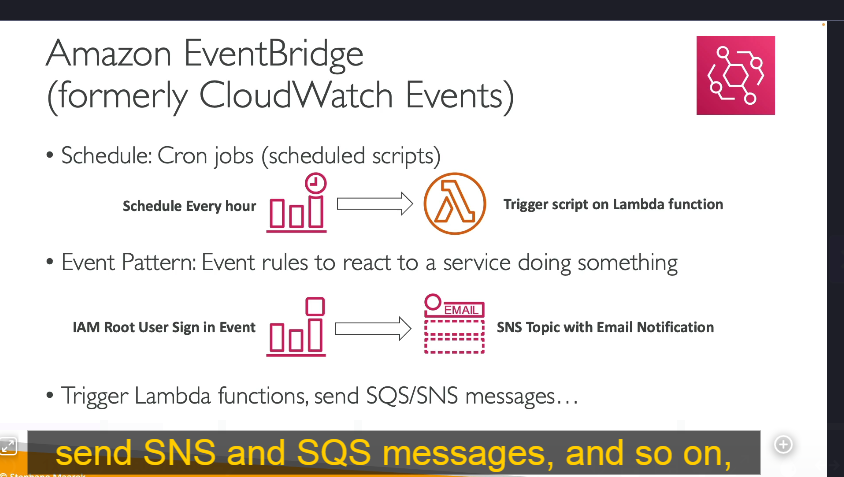 Amazon EventBridge
(formerly CloudWatch Events)
• Schedule: Cron jobs (scheduled scripts)
Schedule Every hour
Trigger script on Lambda function
• Event Pattern: Event rules to react to a service doing something
IAM Root User Sign in Event
EMAIL
SNS Topic with Email Notification
• Trigger Lambda functions, send SQS/SNS messages…
send SNS and SQS messages, and so on,